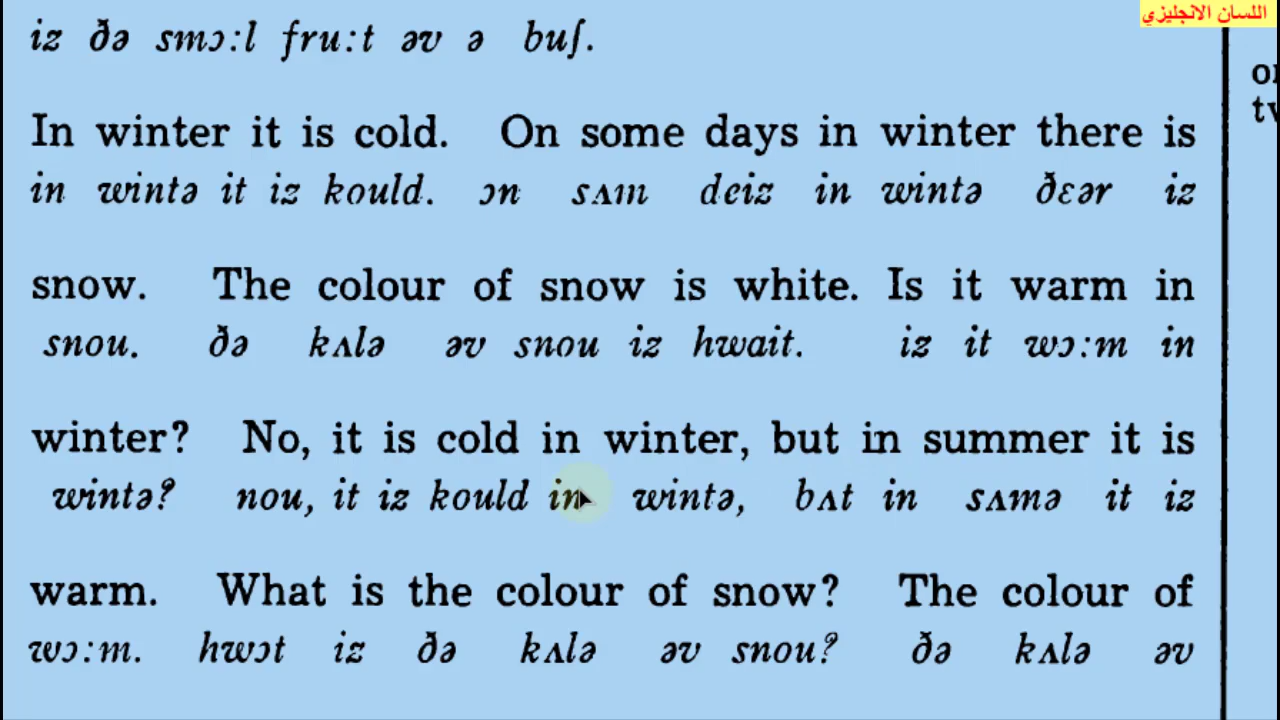 اللسان الانجليزي
iz ðə smɔ:l fru:t əv ə buʃ.
In winter it is cold. On some days in winter there is
in wintə it iz kould. ɔn sʌm deiz in wintə ðɛər iz
snow. The colour of snow is white. Is it warm in
snou. ðə kʌlə əv snou iz hwait. iz it wɔ:m in
winter? No, it is cold in winter, but in summer it is
wintə? nou, it iz kould in wintə, bʌt in sʌmə it iz
warm. What is the colour of snow? The colour of
wɔ:m. hwɔt iz ðə kʌlə əv snou? ðə kʌlə əv